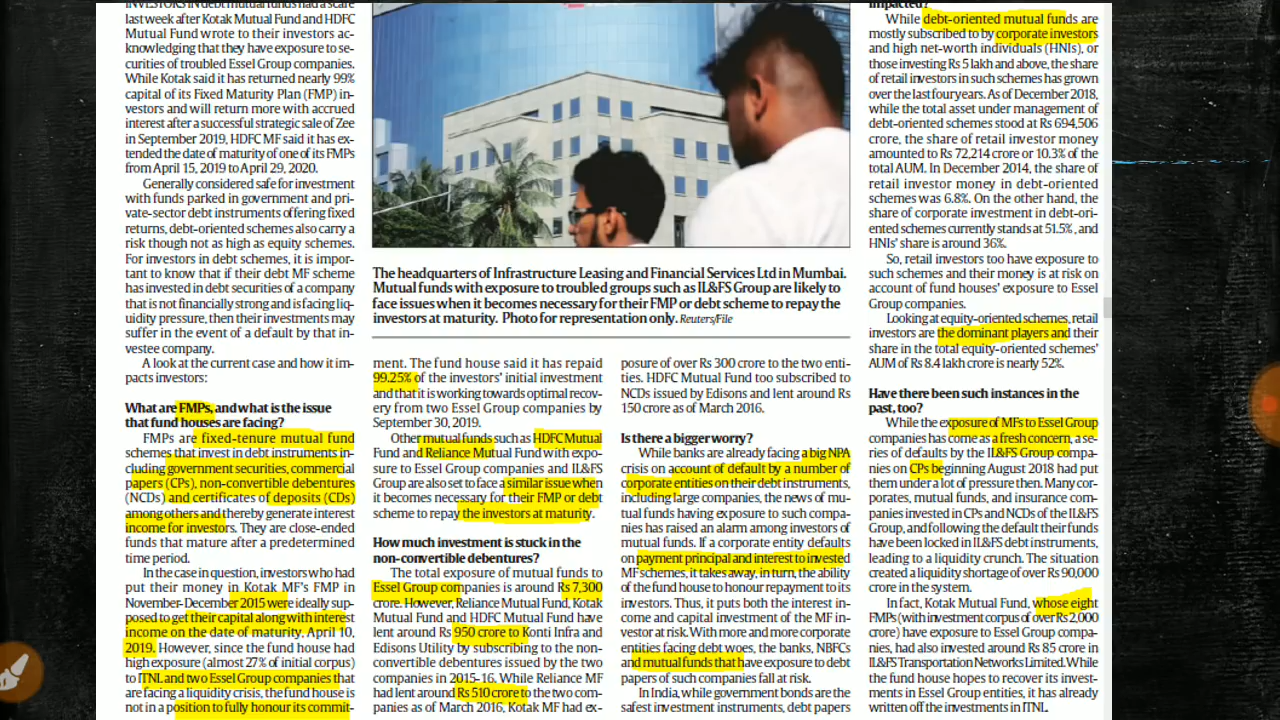 INVESTORS IN debt mutual funds had a scare
last week after Kotak Mutual Fund and HDFC
Mutual Fund wrote to their investors ac-
knowledging that they have exposure to se-
curities of troubled Essel Group companies.
While Kotak said it has returned nearly 99%
capital of its Fixed Maturity Plan (FMP) in-
vestors and will return more with accrued
interest after a successful strategic sale of Zee
in September 2019, HDFC MF said it has ex-
tended the date of maturity of one of its FMPs
from April 15, 2019 to April 29, 2020.
Generally considered safe for investment
with funds parked in government and pri-
vate-sector debt instruments offering fixed
returns, debt-oriented schemes also carry a
risk though not as high as equity schemes.
For investors in debt schemes, it is impor-
tant to know that if their debt MF scheme
has invested in debt securities of a company
that is not financially strong and is facing liq-
uidity pressure, then their investments may
suffer in the event of a default by that in-
vestee company.
A look at the current case and how it im-
pacts investors:
What are FMPs, and what is the issue
that fund houses are facing?
FMPs are fixed-tenure mutual fund
schemes that invest in debt instruments in-
cluding government securities, commercial
papers (CPs), non-convertible debentures
(NCDs) and certificates of deposits (CDs)
among others and thereby generate interest
income for investors. They are close-ended
funds that mature after a predetermined
time period.
In the case in question, investors who had
put their money in Kotak MF's FMP in
November-December 2015 were ideally sup-
posed to get their capital along with interest
income on the date of maturity, April 10,
2019. However, since the fund house had
high exposure (almost 27% of initial corpus)
to ITNL and two Essel Group companies that
are facing a liquidity crisis, the fund house is
not in a position to fully honour its commit-
The headquarters of Infrastructure Leasing and Financial Services Ltd in Mumbai.
Mutual funds with exposure to troubled groups such as IL&FS Group are likely to
face issues when it becomes necessary for their FMP or debt scheme to repay the
investors at maturity. Photo for representation only. Reuters/File
ment. The fund house said it has repaid
99.25% of the investors' initial investment
and that it is working towards optimal recov-
ery from two Essel Group companies by
September 30, 2019.
Other mutual funds such as HDFC Mutual
Fund and Reliance Mutual Fund with expo-
sure to Essel Group companies and IL&FS
Group are also set to face a similar issue when
it becomes necessary for their FMP or debt
scheme to repay the investors at maturity.
How much investment is stuck in the
non-convertible debentures?
The total exposure of mutual funds to
Essel Group companies is around Rs 7,300
crore. However, Reliance Mutual Fund, Kotak
Mutual Fund and HDFC Mutual Fund have
lent around Rs 950 crore to Konti Infra and
Edisons Utility by subscribing to the non-
convertible debentures issued by the two
companies in 2015-16. While Reliance MF
had lent around Rs 510 crore to the two com-
panies as of March 2016, Kotak MF had ex-
posure of over Rs 300 crore to the two enti-
ties. HDFC Mutual Fund too subscribed to
NCDs issued by Edisons and lent around Rs
150 crore as of March 2016.
Is there a bigger worry?
While banks are already facing a big NPA
crisis on account of default by a number of
corporate entities on their debt instruments,
including large companies, the news of mu-
tual funds having exposure to such compa-
nies has raised an alarm among investors of
mutual funds. If a corporate entity defaults
on payment principal and interest to invested
MF schemes, it takes away, in turn, the ability
of the fund house to honour repayment to its
investors. Thus, it puts both the interest in-
come and capital investment of the MF in-
vestor at risk. With more and more corporate
entities facing debt woes, the banks, NBFCs
and mutual funds that have exposure to debt
papers of such companies fall at risk.
In India, while government bonds are the
safest investment instruments, debt papers
impacted?
While debt-oriented mutual funds are
mostly subscribed to by corporate investors
and high net-worth individuals (HNIs), or
those investing Rs 5 lakh and above, the share
of retail investors in such schemes has grown
over the last four years. As of December 2018,
while the total asset under management of
debt-oriented schemes stood at Rs 694,506
crore, the share of retail investor money
amounted to Rs 72,214 crore or 10.3% of the
total AUM. In December 2014, the share of
retail investor money in debt-oriented
schemes was 6.8%. On the other hand, the
share of corporate investment in debt-ori-
ented schemes currently stands at 51.5%, and
HNIs' share is around 36%.
So, retail investors too have exposure to
such schemes and their money is at risk on
account of fund houses' exposure to Essel
Group companies.
Looking at equity-oriented schemes, retail
investors are the dominant players and their
share in the total equity-oriented schemes'
AUM of Rs 8.4 lakh crore is nearly 52%.
Have there been such instances in the
past, too?
While the exposure of MFs to Essel Group
companies has come as a fresh concern, a se-
ries of defaults by the IL&FS Group compa-
nies on CPs beginning August 2018 had put
them under a lot of pressure then. Many cor-
porates, mutual funds, and insurance com-
panies invested in CPs and NCDs of the IL&FS
Group, and following the default their funds
have been locked in IL&FS debt instruments,
leading to a liquidity crunch. The situation
created a liquidity shortage of over Rs 90,000
crore in the system.
In fact, Kotak Mutual Fund, whose eight
FMPs (with investment corpus of over Rs 2,000
crore) have exposure to Essel Group compa-
nies, had also invested around Rs 85 crore in
IL&FS Transportation Networks Limited. While
the fund house hopes to recover its invest-
ments in Essel Group entities, it has already
written off the investments in ITNL.